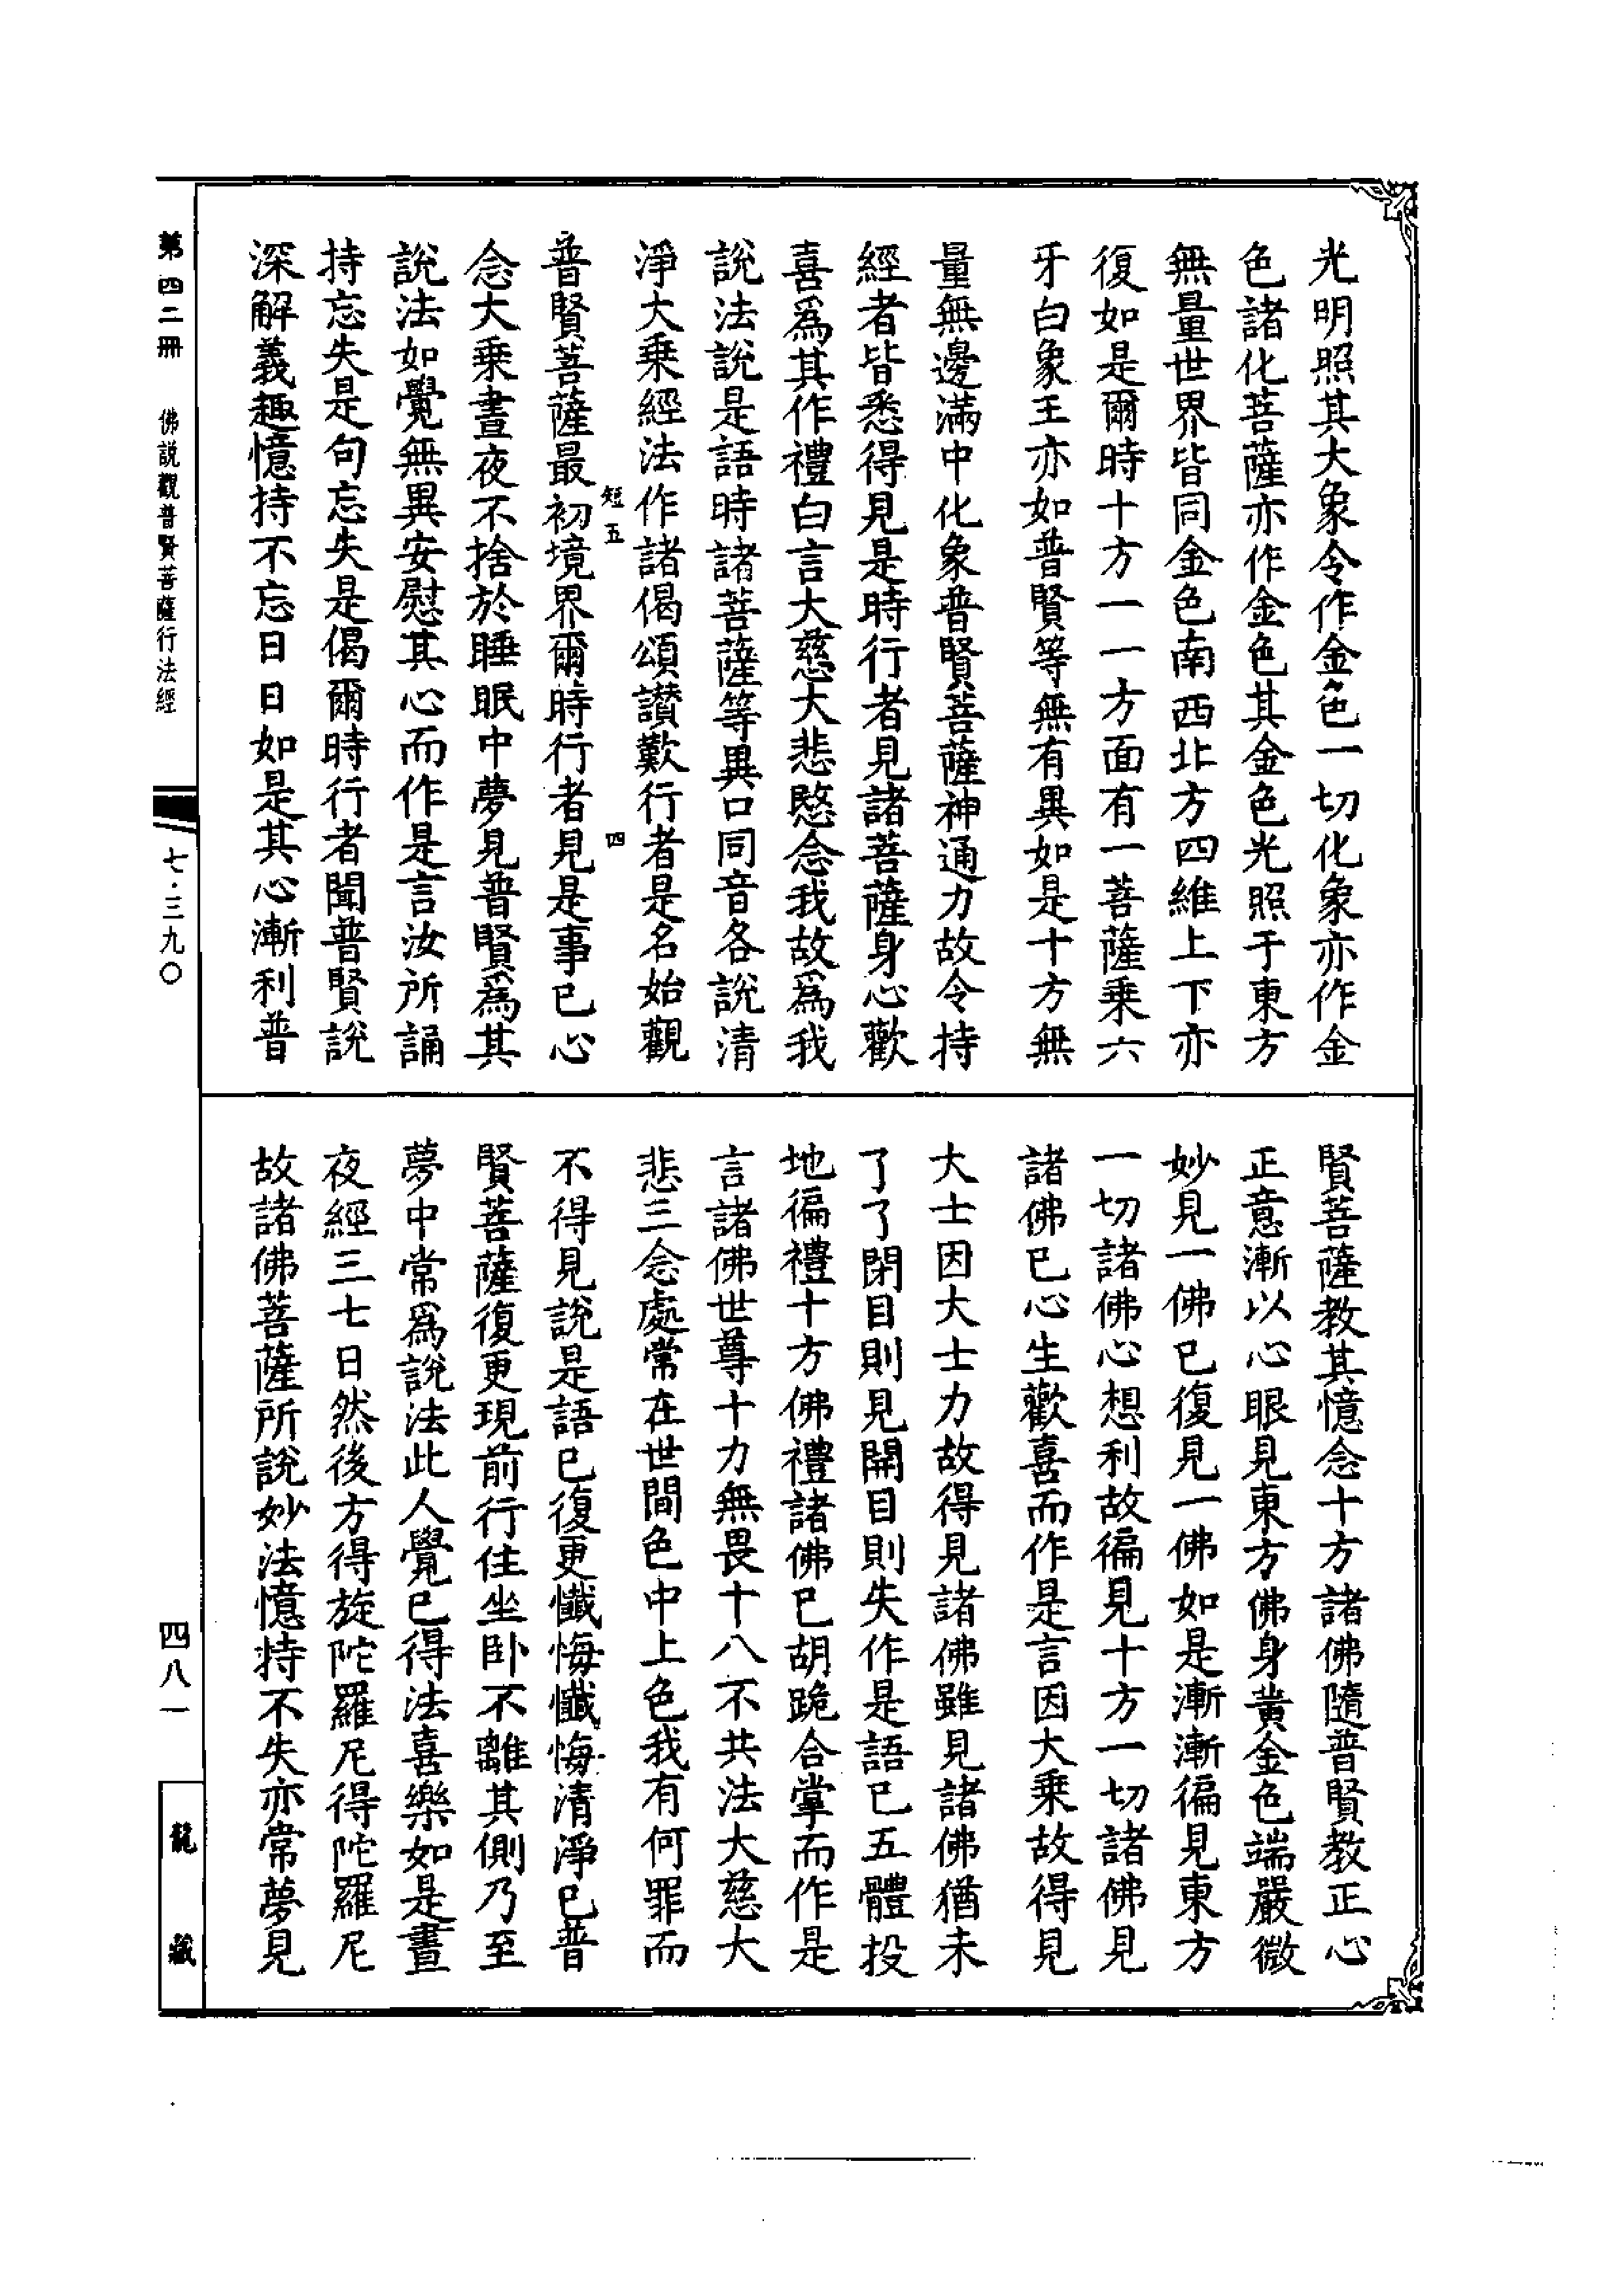 光明照其大象令作金色一切化象亦作金
色諸化菩薩亦作金色其金色光照于東方
無量世界皆同金色南西北方四維上下亦
復如是爾時十方一一方面有一菩薩乘六
牙白象王亦如普賢等無有異如是十方無
量無邊滿中化象普賢菩薩神通力故令持
經者皆悉得見是時行者見諸菩薩身心歡
喜爲其作禮白言大慈大悲愍念我故爲我
說法說是語時諸菩薩等異口同音各說清
淨大乘經法作諸偈頌讃歎行者是名始觀
短五 四
普賢菩薩最初境界爾時行者見是事已心
念大乘晝夜不捨於睡眠中夢見普賢爲其
說法如覺無異安慰其心而作是言汝所誦
持忘失是句忘失是偈爾時行者聞普賢說
深解義趣憶持不忘日日如是其心漸利普
賢菩薩教其憶念十方諸佛隨普賢教正心
正意漸以心眼見東方佛身黄金色端嚴微
妙見一佛已復見一佛如是漸漸徧見東方
一切諸佛心想利故徧見十方一切諸佛見
諸佛已心生歡喜而作是言因大乘故得見
大士因大士力故得見諸佛雖見諸佛猶未
了了閉目則見開目則失作是語已五體投
地徧禮十方佛禮諸佛已胡跪合掌而作是
言諸佛世尊十力無畏十八不共法大慈大
悲三念處常在世間色中上色我有何罪而
不得見說是語已復更懺悔懺悔清淨已普
賢菩薩復更現前行住坐臥不離其側乃至
夢中常爲說法此人覺已得法喜樂如是晝
夜經三七日然後方得旋陀羅尼得陀羅尼
故諸佛菩薩所說妙法憶持不失亦常夢見
第四二冊 佛説觀普賢菩薩行法經
七·三九〇
四八一
龍藏